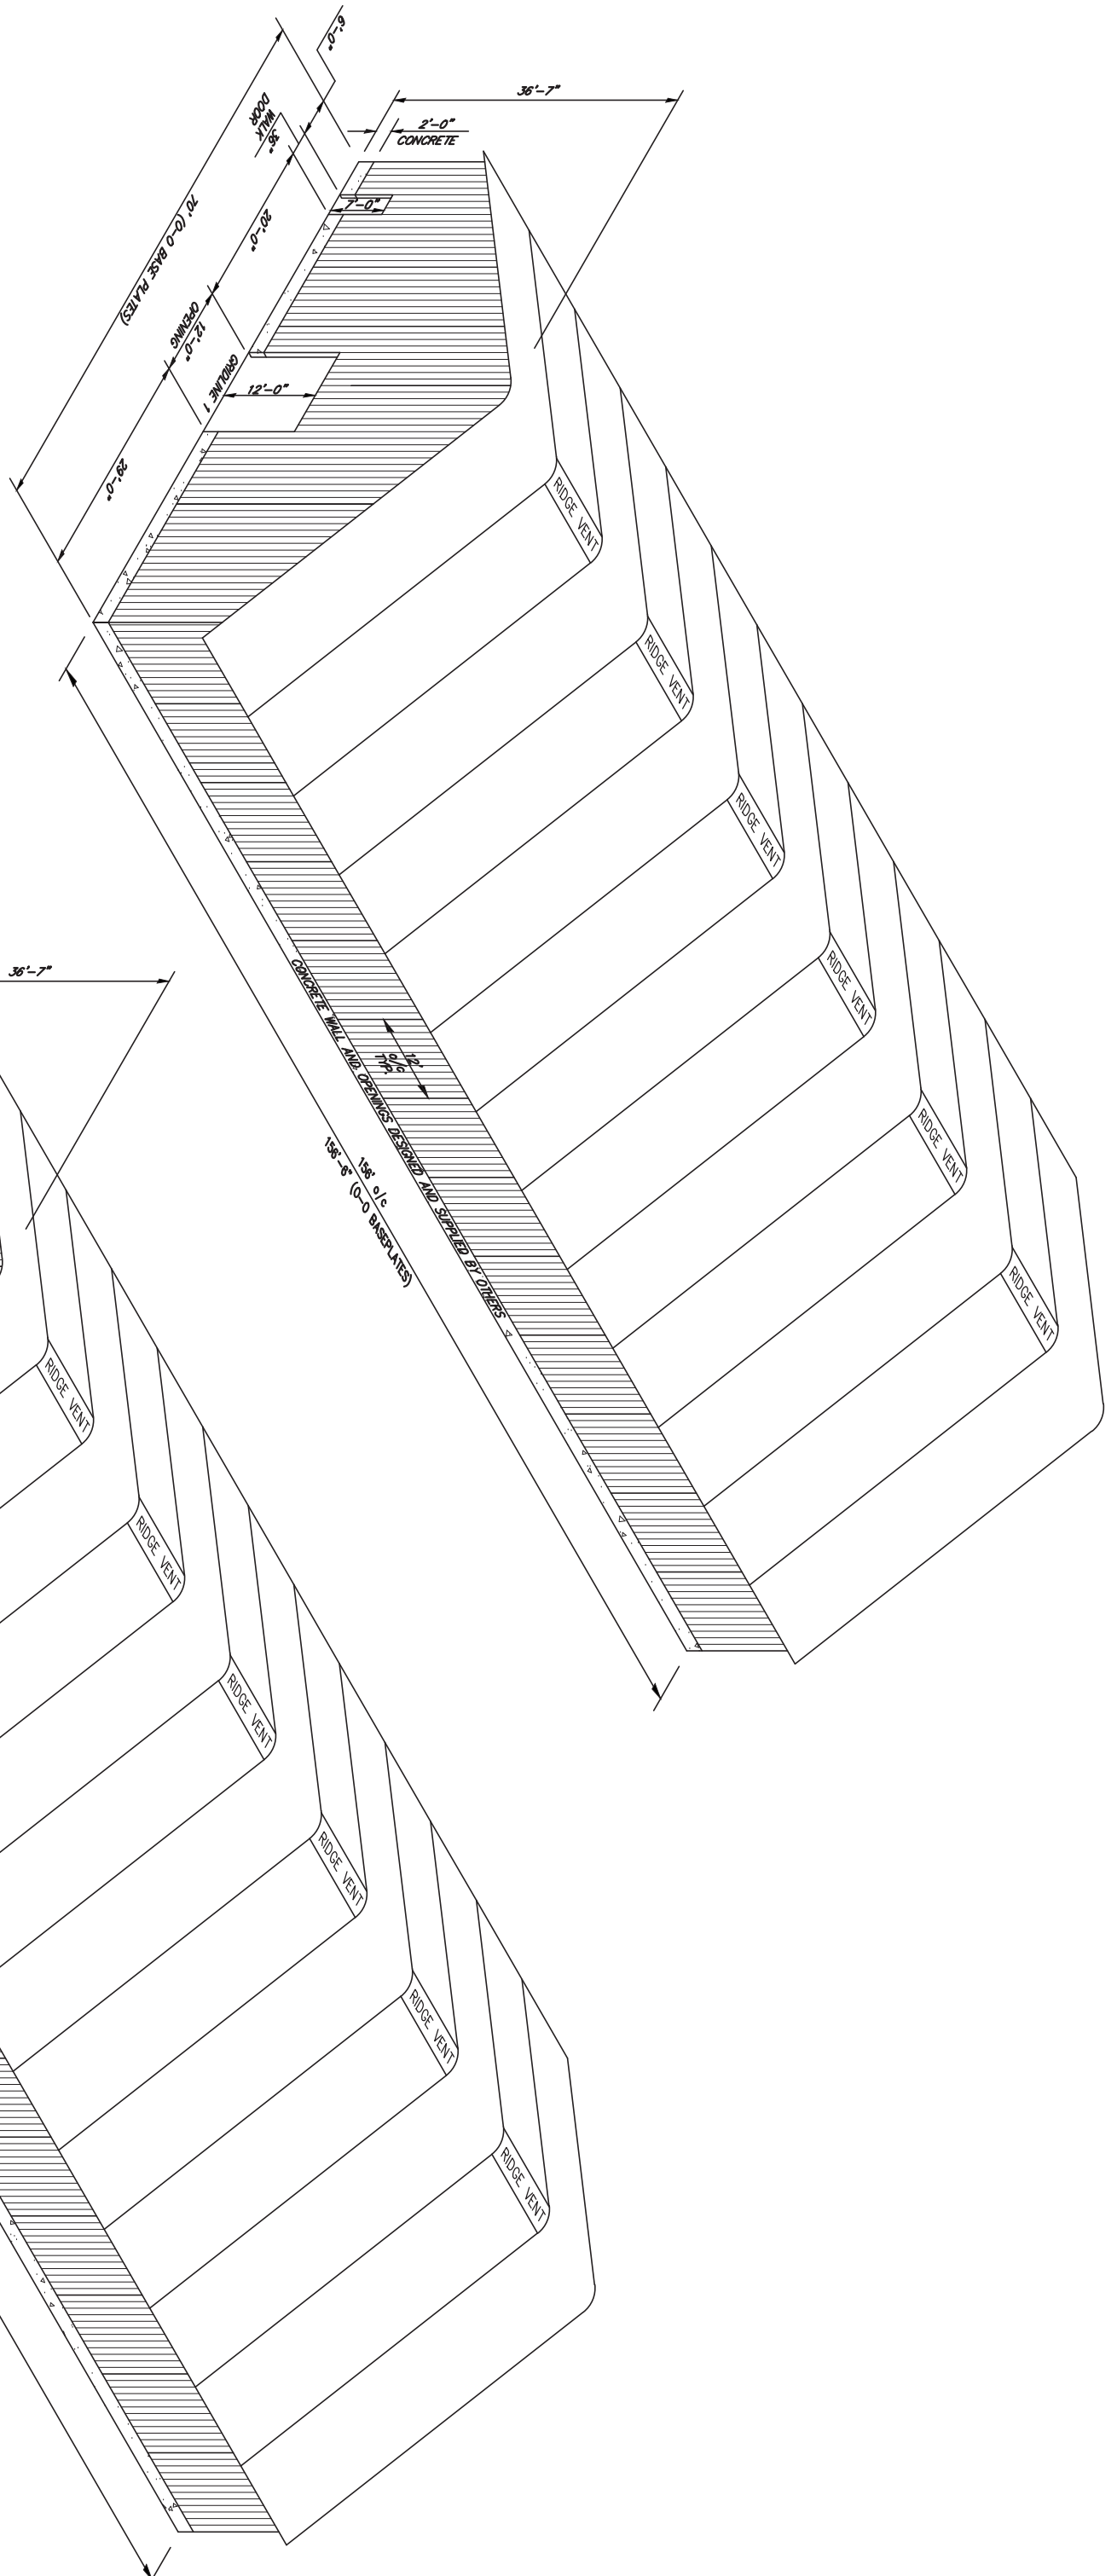 6'-0"
36'-7"
2'-0"
CONCRETE
36"
WALK
DOOR
7'-0"
20'-0"
70' (O-O BASE PLATES)
12'-0"
OPENING
GRIDLINE 1
12'-0"
29'-0"
RIDGE VENT
RIDGE VENT
RIDGE VENT
RIDGE VENT
RIDGE VENT
RIDGE VENT
CONCRETE WALL AND OPENINGS DESIGNED AND SUPPLIED BY OTHERS
12'
o/c
TYP.
156' o/c
156'-6" (O-O BASEPLATES)
36'-7"
RIDGE VENT
RIDGE VENT
RIDGE VENT
RIDGE VENT
RIDGE VENT
RIDGE VENT